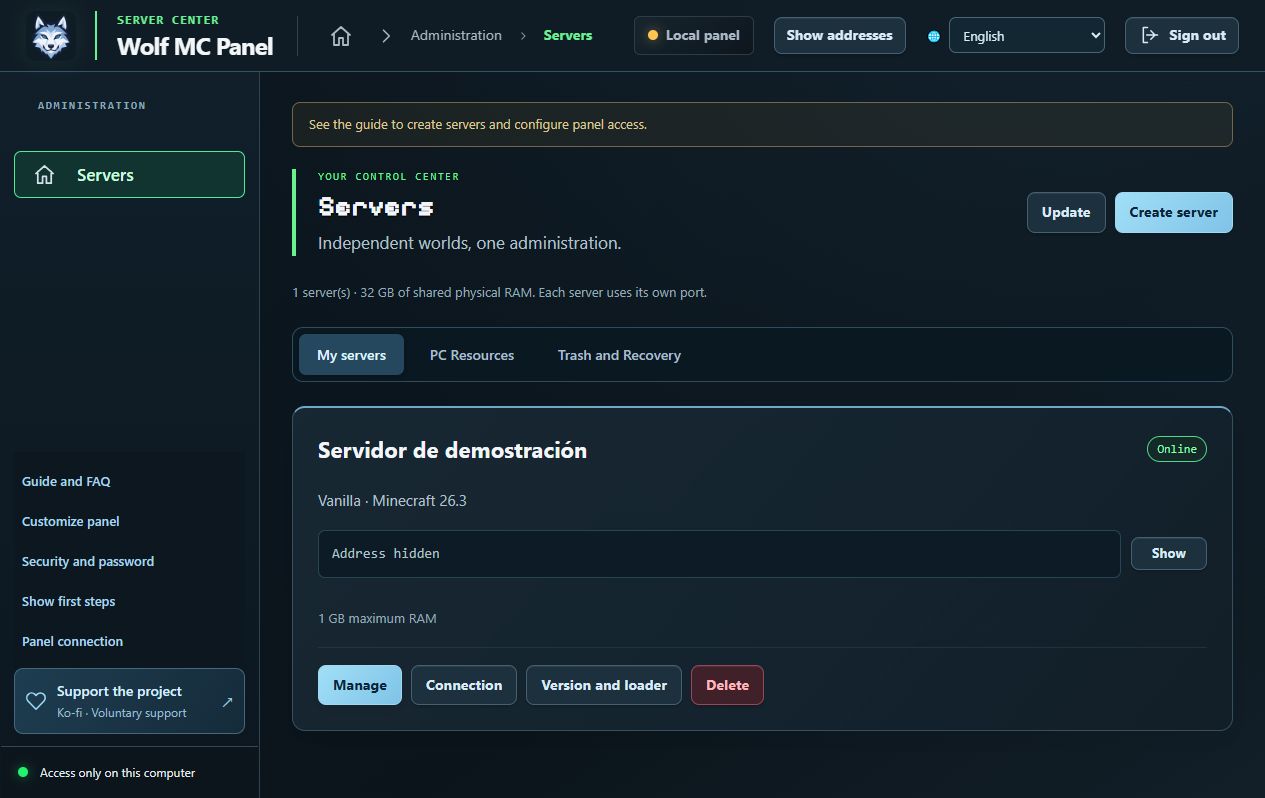 SERVER CENTER
Wolf MC Panel
Administration
Servers
Local panel
Show addresses
English
Sign out
ADMINISTRATION
Servers
Guide and FAQ
Customize panel
Security and password
Show first steps
Panel connection
Support the project
Ko-fi · Voluntary support
Access only on this computer
See the guide to create servers and configure panel access.
YOUR CONTROL CENTER
Servers
Independent worlds, one administration.
Update
Create server
1 server(s) · 32 GB of shared physical RAM. Each server uses its own port.
My servers
PC Resources
Trash and Recovery
Servidor de demostración
Online
Vanilla · Minecraft 26.3
Address hidden
Show
1 GB maximum RAM
Manage
Connection
Version and loader
Delete